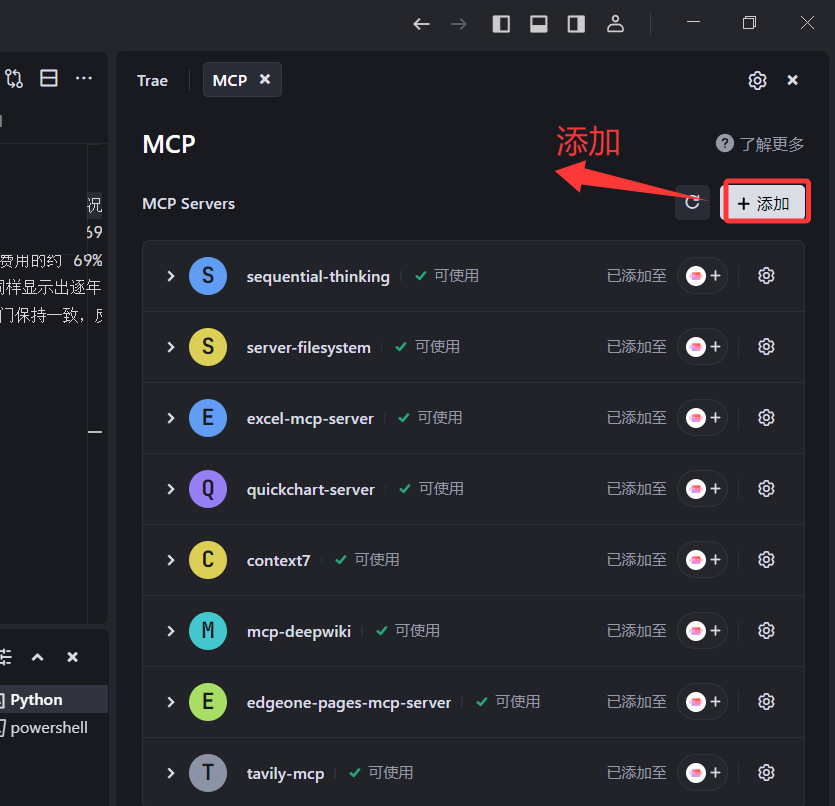 Trae
MCP
MCP
添加
了解更多
MCP Servers
添加
况
69
费用的约 69%
同样显示出逐年
门保持一致，
S
sequential-thinking
可使用
已添加至
S
server-filesystem
可使用
已添加至
E
excel-mcp-server
可使用
已添加至
Q
quickchart-server
可使用
已添加至
C
context7
可使用
已添加至
M
mcp-deepwiki
可使用
已添加至
E
edgeone-pages-mcp-server
可使用
已添加至
T
tavily-mcp
可使用
已添加至
Python
powershell